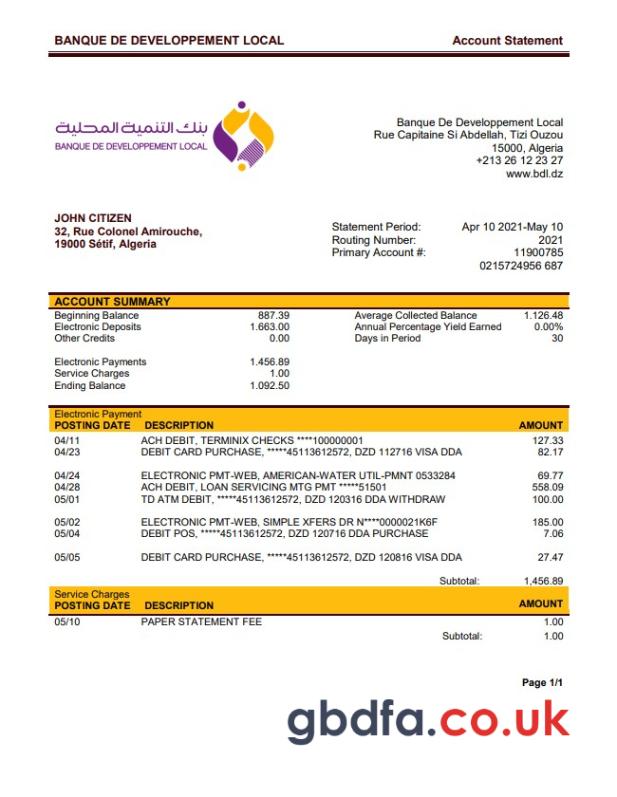 BANQUE DE DEVELOPPEMENT LOCAL Account Statement
بنك التنمية المحلية
BANQUE DE DEVELOPPEMENT LOCAL
Banque De Developpement Local
Rue Capitaine Si Abdellah, Tizi Ouzou
15000, Algeria
+213 26 12 23 27
www.bdl.dz
JOHN CITIZEN
32, Rue Colonel Amirouche,
19000 Sétif, Algeria
Statement Period: Apr 10 2021-May 10
Routing Number: 2021
Primary Account #: 11900785
0215724956 687
ACCOUNT SUMMARY
Beginning Balance 887.39 Average Collected Balance 1.126.48
Electronic Deposits 1.663.00 Annual Percentage Yield Earned 0.00%
Other Credits 0.00 Days in Period 30
Electronic Payments 1.456.89
Service Charges 1.00
Ending Balance 1.092.50
Electronic Payment
POSTING DATE DESCRIPTION AMOUNT
04/11 ACH DEBIT, TERMINIX CHECKS ****100000001 127.33
04/23 DEBIT CARD PURCHASE, *****45113612572, DZD 112716 VISA DDA 82.17
04/24 ELECTRONIC PMT-WEB, AMERICAN-WATER UTIL-PMNT 0533284 69.77
04/28 ACH DEBIT, LOAN SERVICING MTG PMT *****51501 558.09
05/01 TD ATM DEBIT, *****45113612572, DZD 120316 DDA WITHDRAW 100.00
05/02 ELECTRONIC PMT-WEB, SIMPLE XFERS DR N****0000021K6F 185.00
05/04 DEBIT POS, *****45113612572, DZD 120716 DDA PURCHASE 7.06
05/05 DEBIT CARD PURCHASE, *****45113612572, DZD 120816 VISA DDA 27.47
Subtotal: 1,456.89
Service Charges
POSTING DATE DESCRIPTION AMOUNT
05/10 PAPER STATEMENT FEE 1.00
Subtotal: 1.00
Page 1/1
gbdfa.co.uk